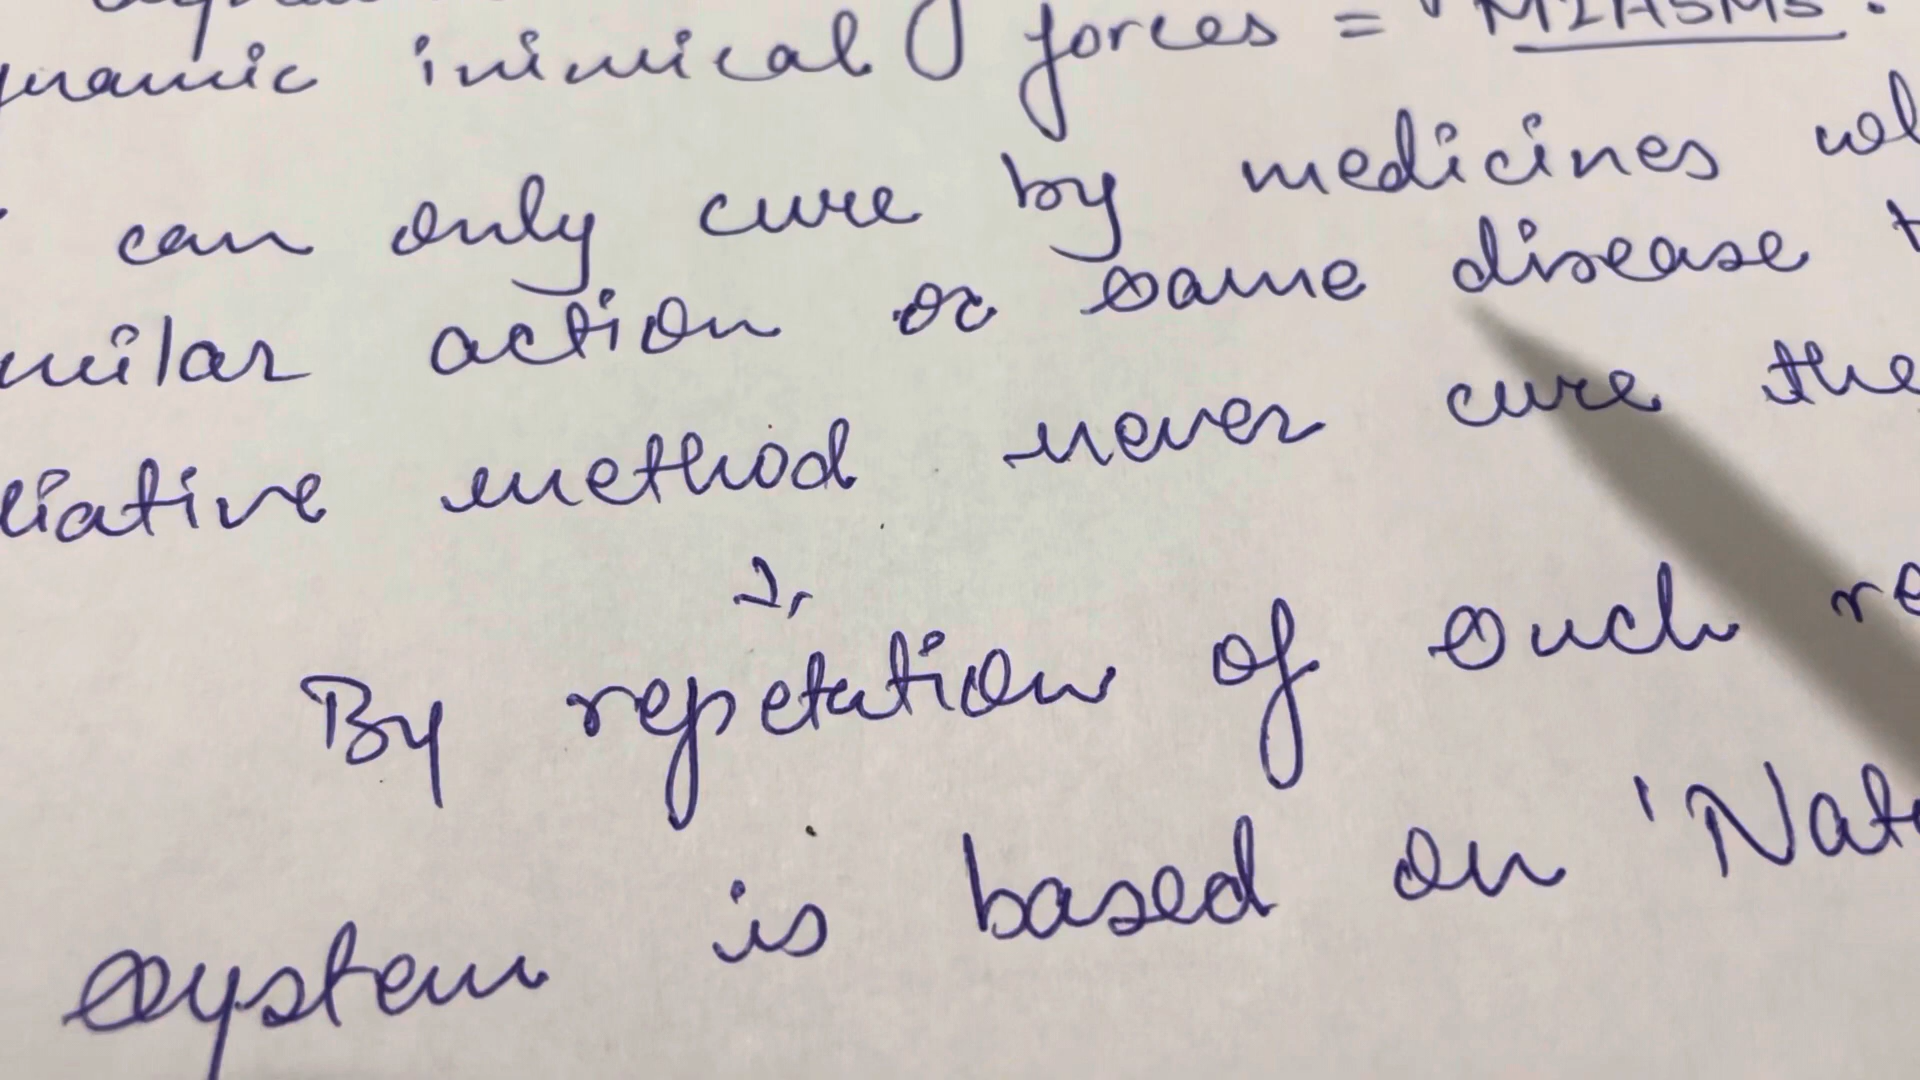 inimical forces = "MIASMS".
can only cure by medicines
action or same disease
method never cure the
By repetation of such
system is based on 'Nat